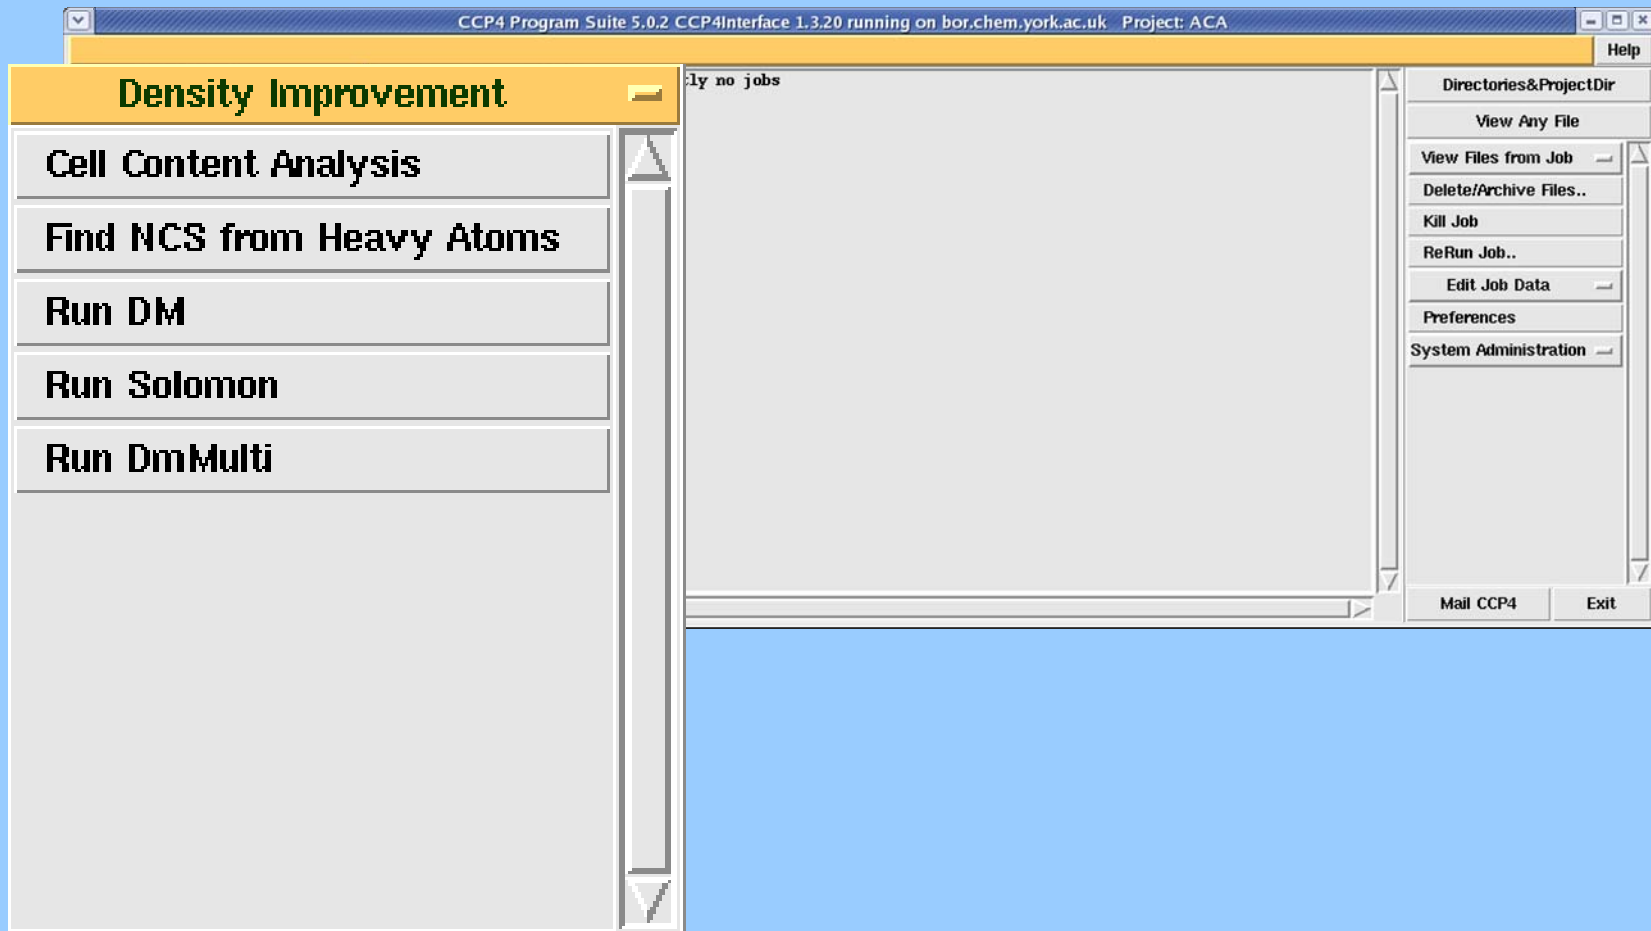 CCP4 Program Suite 5.0.2 CCP4Interface 1.3.20 running on bor.chem.york.ac.uk Project: ACA
Help
Density Improvement
Cell Content Analysis
Find NCS from Heavy Atoms
Run DM
Run Solomon
Run DmMulti
no jobs
Directories&ProjectDir
View Any File
View Files from Job
Delete/Archive Files..
Kill Job
ReRun Job..
Edit Job Data
Preferences
System Administration
Mail CCP4
Exit